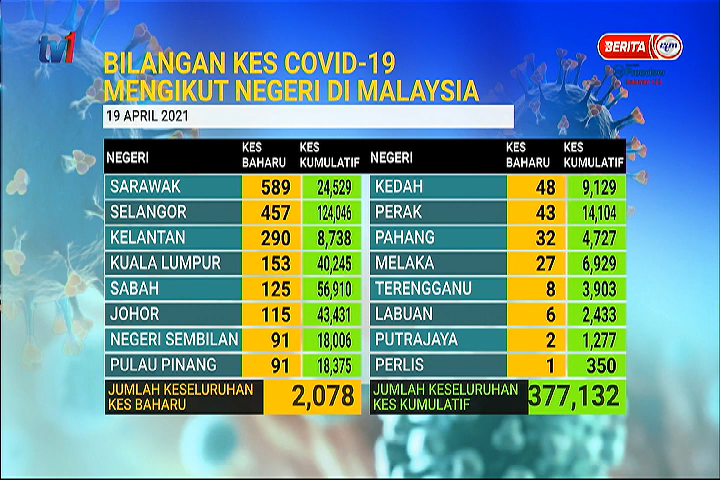 tv1
BERITA rtm
BILANGAN KES COVID-19
MENGIKUT NEGERI DI MALAYSIA
19 APRIL 2021
NEGERI KES BAHARU KES KUMULATIF
SARAWAK 589 24,529
SELANGOR 457 124,046
KELANTAN 290 8,738
KUALA LUMPUR 153 40,245
SABAH 125 56,910
JOHOR 115 43,431
NEGERI SEMBILAN 91 18,006
PULAU PINANG 91 18,375
JUMLAH KESELURUHAN
KES BAHARU
2,078
NEGERI KES BAHARU KES KUMULATIF
KEDAH 48 9,129
PERAK 43 14,104
PAHANG 32 4,727
MELAKA 27 6,929
TERENGGANU 8 3,903
LABUAN 6 2,433
PUTRAJAYA 2 1,277
PERLIS 1 350
JUMLAH KESELURUHAN
KES KUMULATIF
377,132